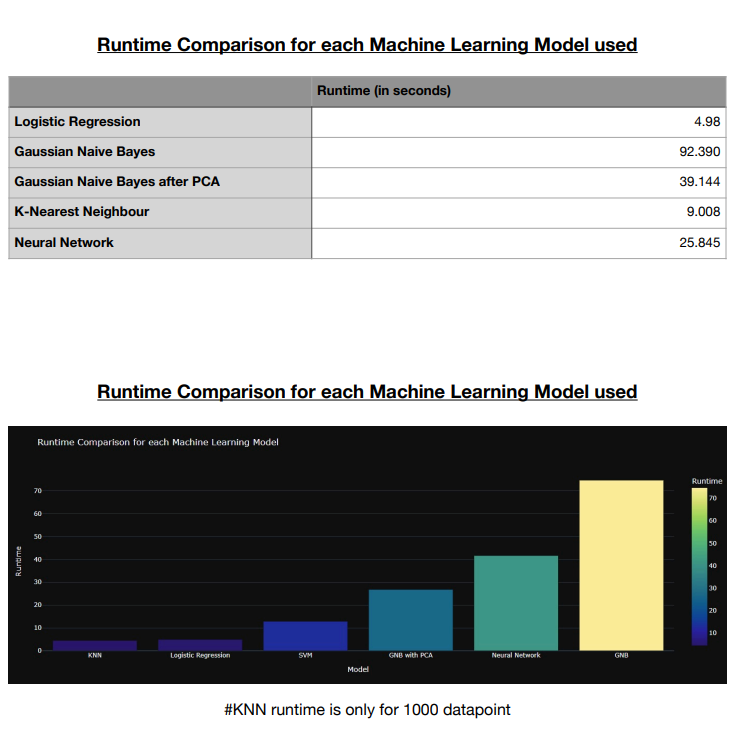 Runtime Comparison for each Machine Learning Model used
Runtime (in seconds)
Logistic Regression 4.98
Gaussian Naive Bayes 92.390
Gaussian Naive Bayes after PCA 39.144
K-Nearest Neighbour 9.008
Neural Network 25.845
Runtime Comparison for each Machine Learning Model used
Runtime Comparison for each Machine Learning Model
Runtime
70
60
50
40
30
20
10
0
KNN Logistic Regression SVM GNB with PCA Neural Network GNB
Model
Runtime
70
60
50
40
30
20
10
#KNN runtime is only for 1000 datapoint